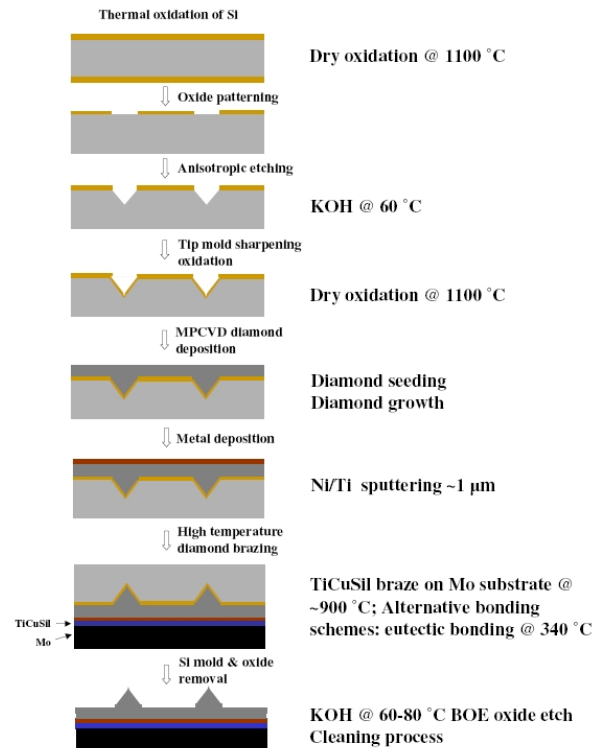 Thermal oxidation of Si
Dry oxidation @ 1100 ˚C
Oxide patterning
Anisotropic etching
KOH @ 60 ˚C
Tip mold sharpening
oxidation
Dry oxidation @ 1100 ˚C
MPCVD diamond
deposition
Diamond seeding
Diamond growth
Metal deposition
Ni/Ti sputtering ~1 µm
High temperature
diamond brazing
TiCuSil braze on Mo substrate @
~900 ˚C; Alternative bonding
schemes: eutectic bonding @ 340 ˚C
TiCuSil
Mo
Si mold & oxide
removal
KOH @ 60-80 ˚C BOE oxide etch
Cleaning process